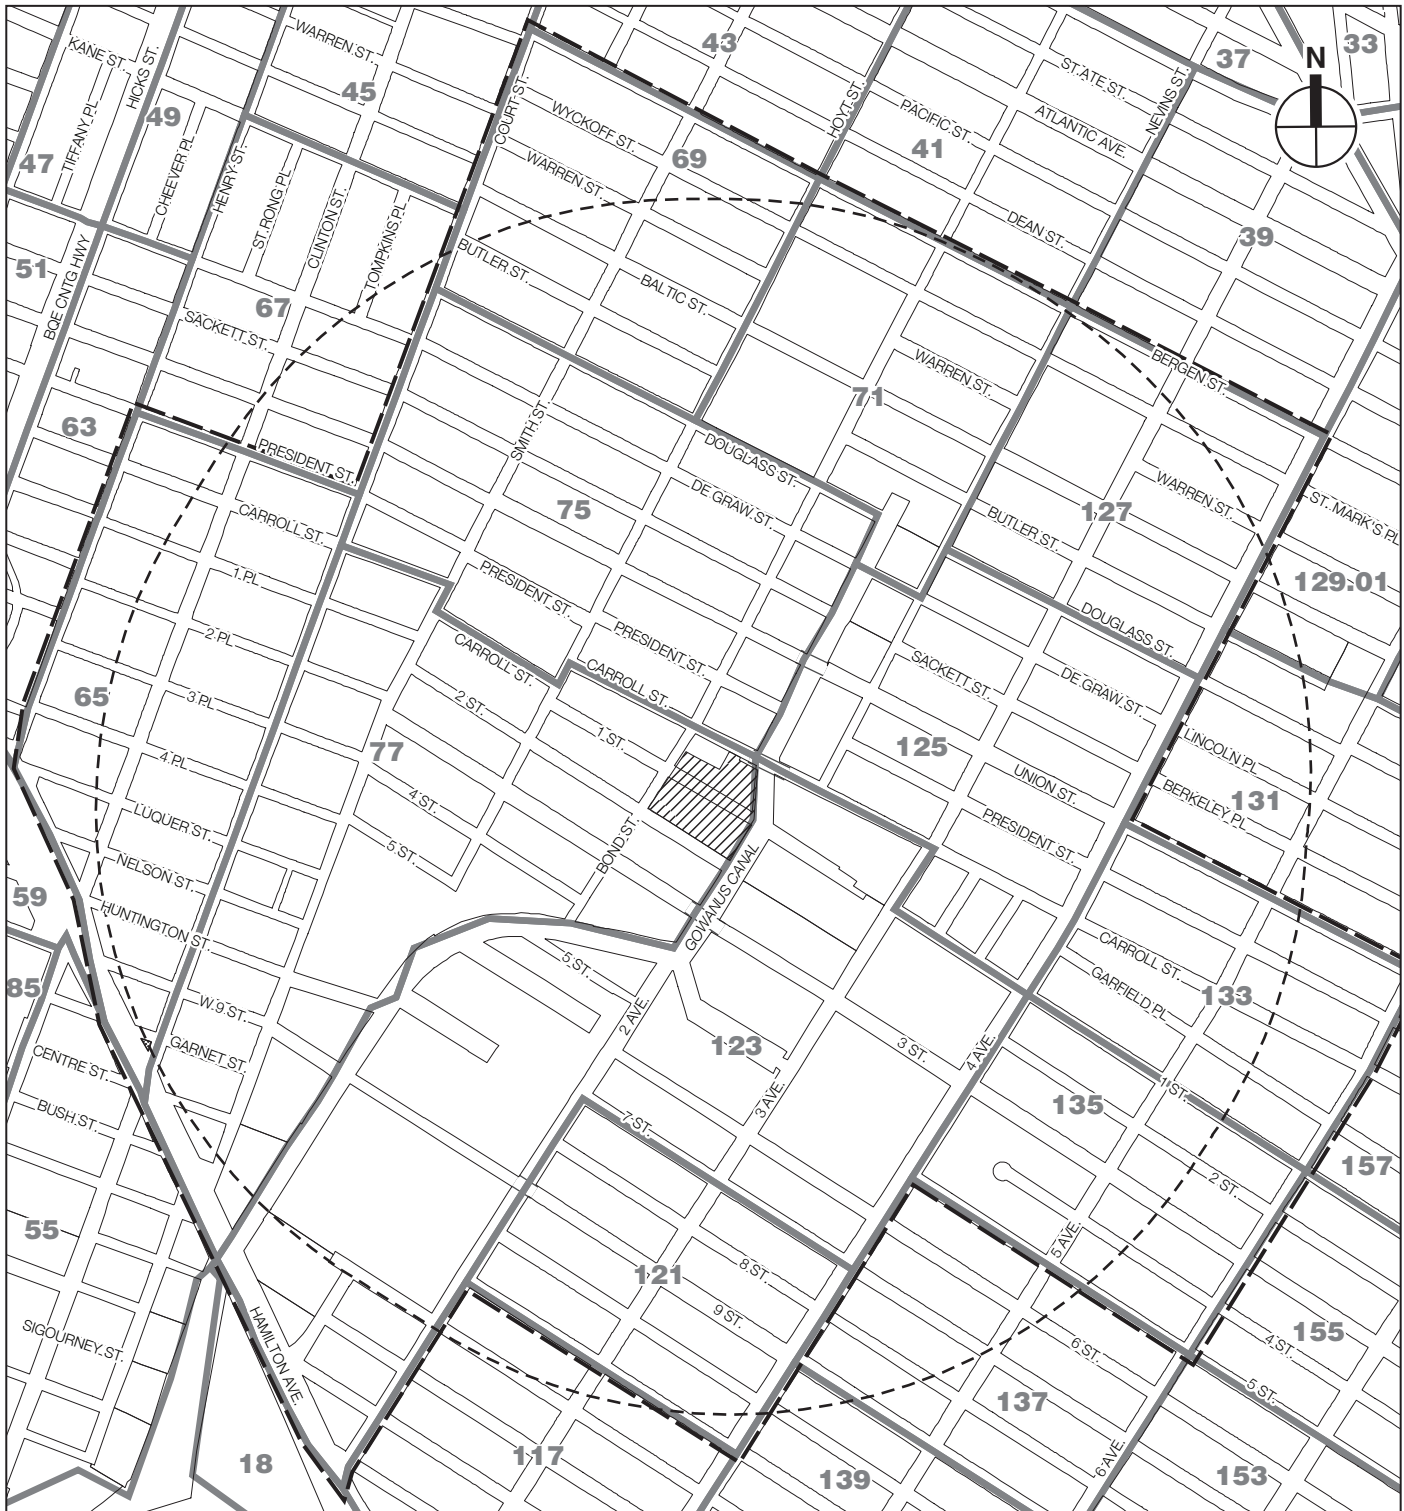 43
37
33
KANE ST.
WARREN ST.
N
STATE ST.
HICKS ST.
45
COURT ST.
HOYT ST.
NEVINS ST.
49
WYCKOFF ST.
PACIFIC ST.
ATLANTIC AVE.
TIFFANY PL
69
41
47
CHEEVER PL
HENRY ST.
WARREN ST.
STRONG PL
CLINTON ST.
TOMPKINS PL
DEAN ST.
39
51
BUTLER ST.
BALTIC ST.
BQE CNTG HWY
67
SACKETT ST.
WARREN ST.
BERGEN ST.
71
63
SMITH ST.
PRESIDENT ST.
DOUGLASS ST.
CARROLL ST.
75
DE GRAW ST.
127
WARREN ST.
ST. MARK'S PL
BUTLER ST.
1 PL
PRESIDENT ST.
129.01
2 PL
CARROLL ST.
PRESIDENT ST.
DOUGLASS ST.
65
3 PL
CARROLL ST.
SACKETT ST.
DE GRAW ST.
2 ST.
1 ST.
77
125
LINCOLN PL
4 PL
UNION ST.
BERKELEY PL
131
4 ST.
LUQUER ST.
BOND ST.
PRESIDENT ST.
5 ST.
NELSON ST.
59
GOWANUS CANAL
HUNTINGTON ST.
CARROLL ST.
5 ST.
85
GARFIELD PL
133
W. 9 ST.
2 AVE.
123
3 ST.
4 AVE.
GARNET ST.
CENTRE ST.
3 AVE.
135
1 ST.
BUSH ST.
7 ST.
157
2 ST.
55
5 AVE.
121
8 ST.
9 ST.
SIGOURNEY ST.
HAMILTON AVE.
6 ST.
4 ST.
155
5 ST.
137
117
6 AVE.
18
139
153